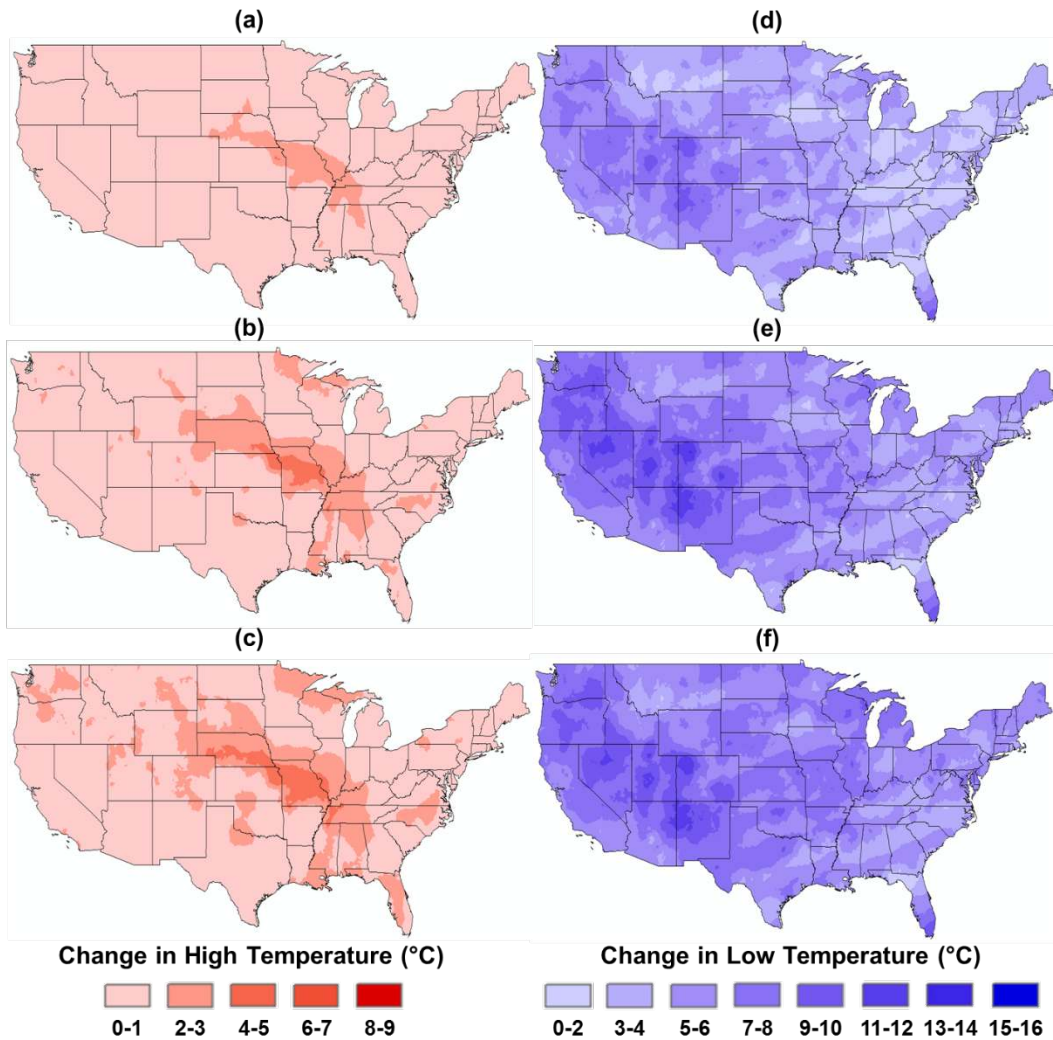 (a)
(d)
(b)
(e)
(c)
(f)
Change in High Temperature (°C)
0-1 2-3 4-5 6-7 8-9
Change in Low Temperature (°C)
0-2 3-4 5-6 7-8 9-10 11-12 13-14 15-16